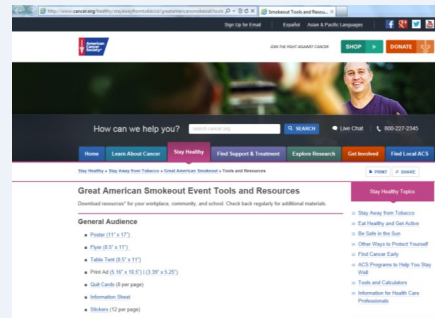 http://www.cancer.org/healthy/stayawayfromtobacco/greatamericansmokeout/tools
Smokeout Tools and Resou...
Sign Up for Email
Español
Asian & Pacific Languages
American Cancer Society
JOIN THE FIGHT AGAINST CANCER
SHOP
DONATE
How can we help you?
search cancer.org
SEARCH
Live Chat
800-227-2345
Home
Learn About Cancer
Stay Healthy
Find Support & Treatment
Explore Research
Get Involved
Find Local ACS
Stay Healthy » Stay Away from Tobacco » Great American Smokeout » Tools and Resources
PRINT
SHARE
Great American Smokeout Event Tools and Resources
Download resources* for your workplace, community, and school. Check back regularly for additional materials.
General Audience
Poster (11" x 17")
Flyer (8.5" x 11")
Table Tent (8.5" x 11")
Print Ad (5.16" x 10.5") | (3.39" x 5.25")
Quit Cards (8 per page)
Information Sheet
Stickers (12 per page)
Stay Healthy Topics
Stay Away from Tobacco
Eat Healthy and Get Active
Be Safe in the Sun
Other Ways to Protect Yourself
Find Cancer Early
ACS Programs to Help You Stay
Well
Tools and Calculators
Information for Health Care
Professionals